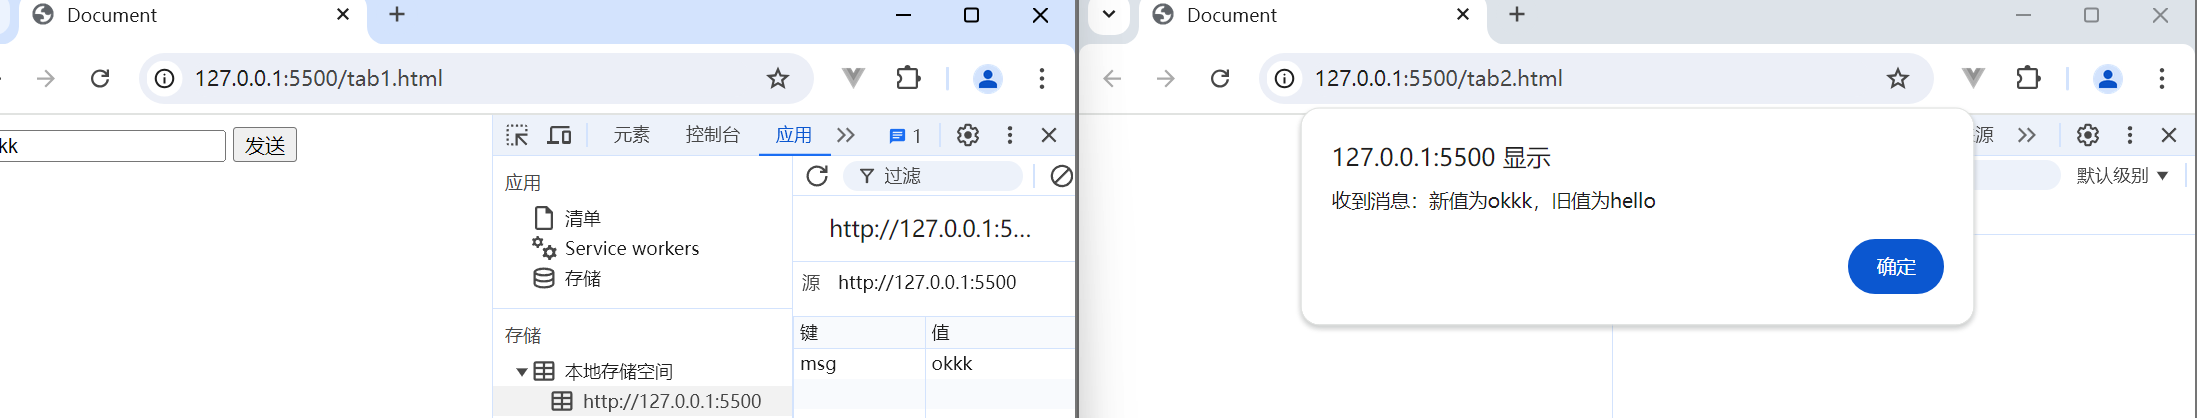 Document
127.0.0.1:5500/tab1.html
kk
发送
元素 控制台 应用 1
应用
清单
Service workers
存储
存储
本地存储空间
http://127.0.0.1:5500
过滤
http://127.0.0.1:5...
源 http://127.0.0.1:5500
键 值
msg okkk
Document
127.0.0.1:5500/tab2.html
源
默认级别
127.0.0.1:5500 显示
收到消息：新值为okkk，旧值为hello
确定